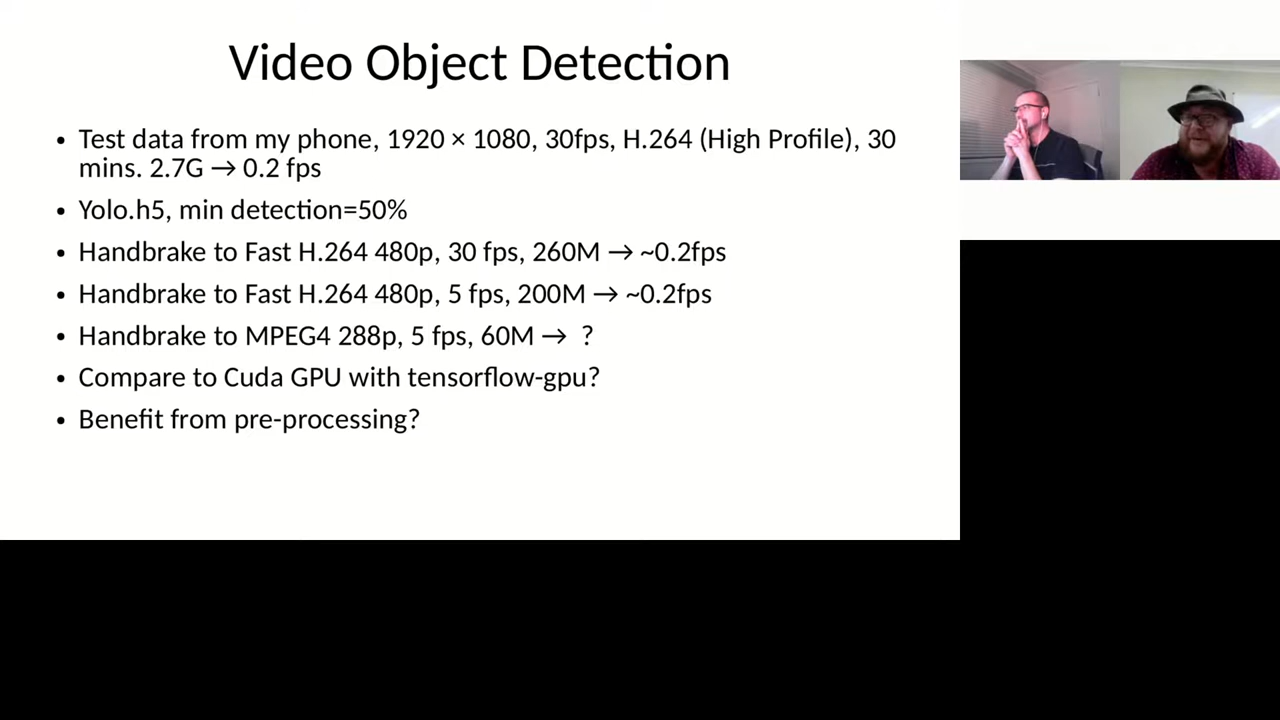 Video Object Detection
• Test data from my phone, 1920 × 1080, 30fps, H.264 (High Profile), 30
mins. 2.7G → 0.2 fps
• Yolo.h5, min detection=50%
• Handbrake to Fast H.264 480p, 30 fps, 260M → ~0.2fps
• Handbrake to Fast H.264 480p, 5 fps, 200M → ~0.2fps
• Handbrake to MPEG4 288p, 5 fps, 60M → ?
• Compare to Cuda GPU with tensorflow-gpu?
• Benefit from pre-processing?